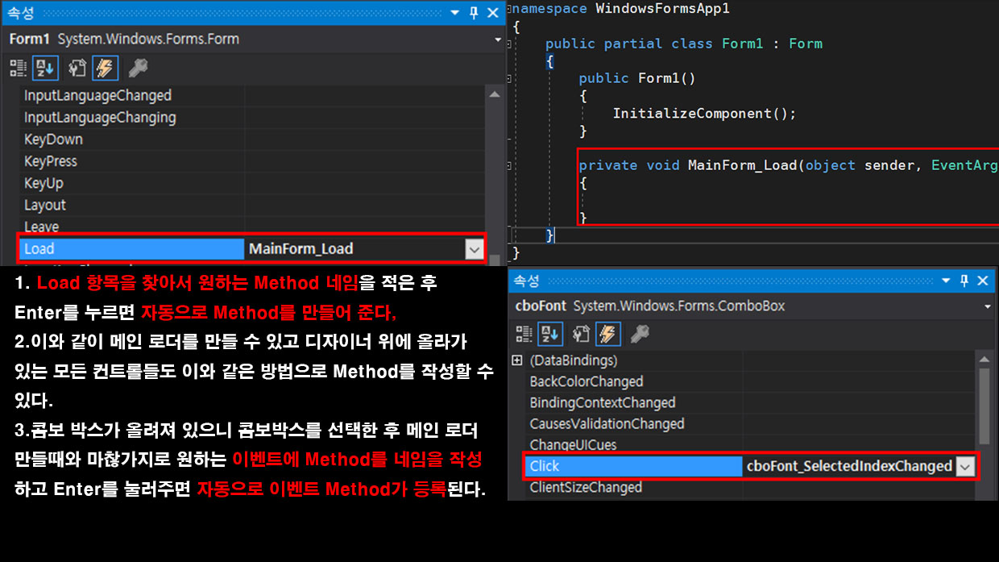 속성
Form1 System.Windows.Forms.Form
InputLanguageChanged
InputLanguageChanging
KeyDown
KeyPress
KeyUp
Layout
Leave
Load MainForm_Load
namespace WindowsFormsApp1
{
public partial class Form1 : Form
{
public Form1()
{
InitializeComponent();
}
private void MainForm_Load(object sender, EventArg
{
}
}
}
1. Load 항목을 찾아서 원하는 Method 네임을 적은 후
Enter를 누르면 자동으로 Method를 만들어 준다,
2.이와 같이 메인 로더를 만들 수 있고 디자이너 위에 올라가
있는 모든 컨트롤들도 이와 같은 방법으로 Method를 작성할 수
있다.
3.콤보 박스가 올려져 있으니 콤보박스를 선택한 후 메인 로더
만들때와 마찮가지로 원하는 이벤트에 Method를 네임을 작성
하고 Enter를 눌러주면 자동으로 이벤트 Method가 등록된다.
속성
cboFont System.Windows.Forms.ComboBox
(DataBindings)
BackColorChanged
BindingContextChanged
CausesValidationChanged
ChangeUICues
Click cboFont_SelectedIndexChanged
ClientSizeChanged